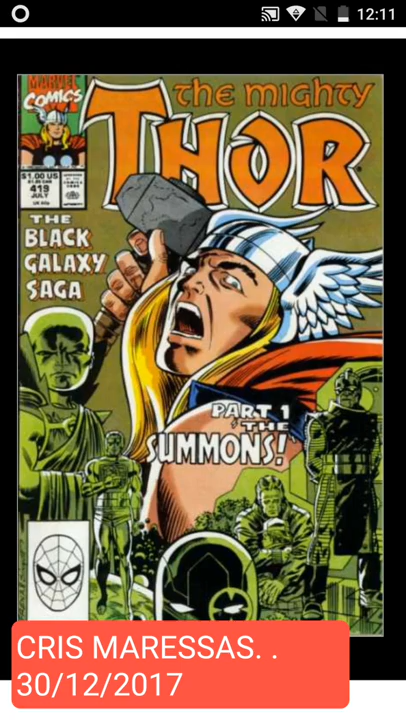 12:11
MARVEL
COMICS
the mighty
THOR
$1.00 US
419
JULY
THE
BLACK
GALAXY
SAGA
PART 1
THE
SUMMONS!
CRIS MARESSAS. .
30/12/2017